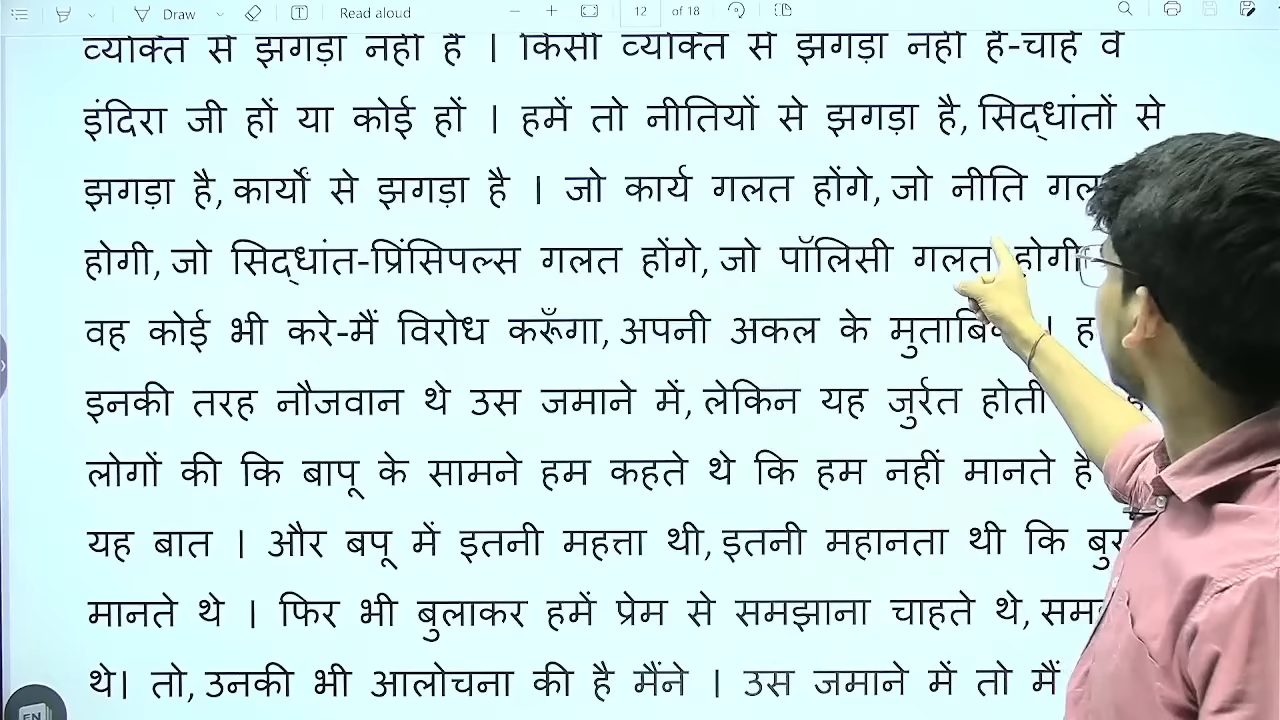 Draw
Read aloud
12 of 18
व्यक्ति से झगड़ा नहीं है | किसी व्यक्ति से झगड़ा नहीं है-चाहे वे
इंदिरा जी हों या कोई हों | हमें तो नीतियों से झगड़ा है, सिद्धांतों से
झगड़ा है, कार्यों से झगड़ा है | जो कार्य गलत होंगे, जो नीति
होगी, जो सिद्धांत-प्रिंसिपल्स गलत होंगे, जो पॉलिसी गलत होगी
वह कोई भी करे-मैं विरोध करूँगा, अपनी अकल के |
इनकी तरह नौजवान थे उस जमाने में, लेकिन यह जुर्रत होती
लोगों की कि बापू के सामने हम कहते थे कि हम नहीं मानते
यह बात | और बपू में इतनी महत्ता थी, इतनी महानता थी कि
मानते थे | फिर भी बुलाकर हमें प्रेम से समझाना चाहते थे,
थे| तो, उनकी भी आलोचना की है मैंने | उस जमाने में तो मैं
EN